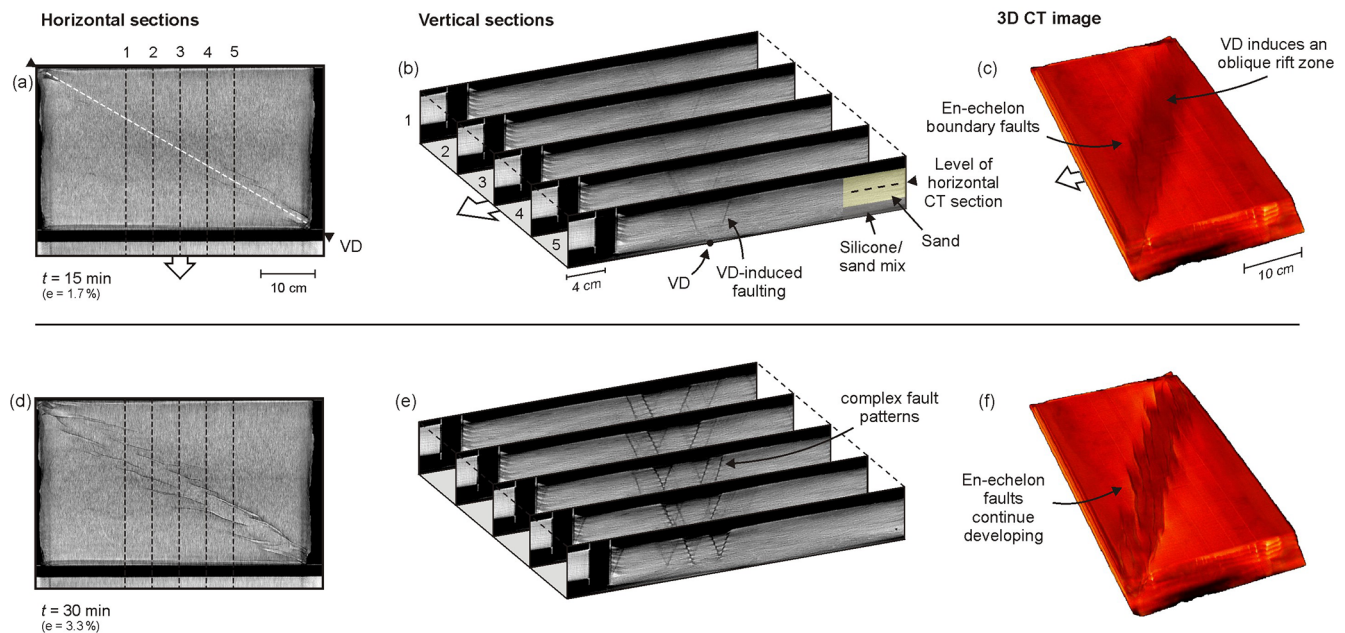 Horizontal sections
Vertical sections
3D CT image
1 2 3 4 5
(a)
VD
t = 15 min
(e = 1.7%)
10 cm
(b)
1
2
3
4
5
4 cm
VD
VD-induced
faulting
Silicone/
sand mix
Sand
Level of
horizontal
CT section
(c)
VD induces an
oblique rift zone
En-echelon
boundary faults
10 cm
(d)
t = 30 min
(e = 3.3%)
(e)
complex fault
patterns
(f)
En-echelon
faults
continue
developing